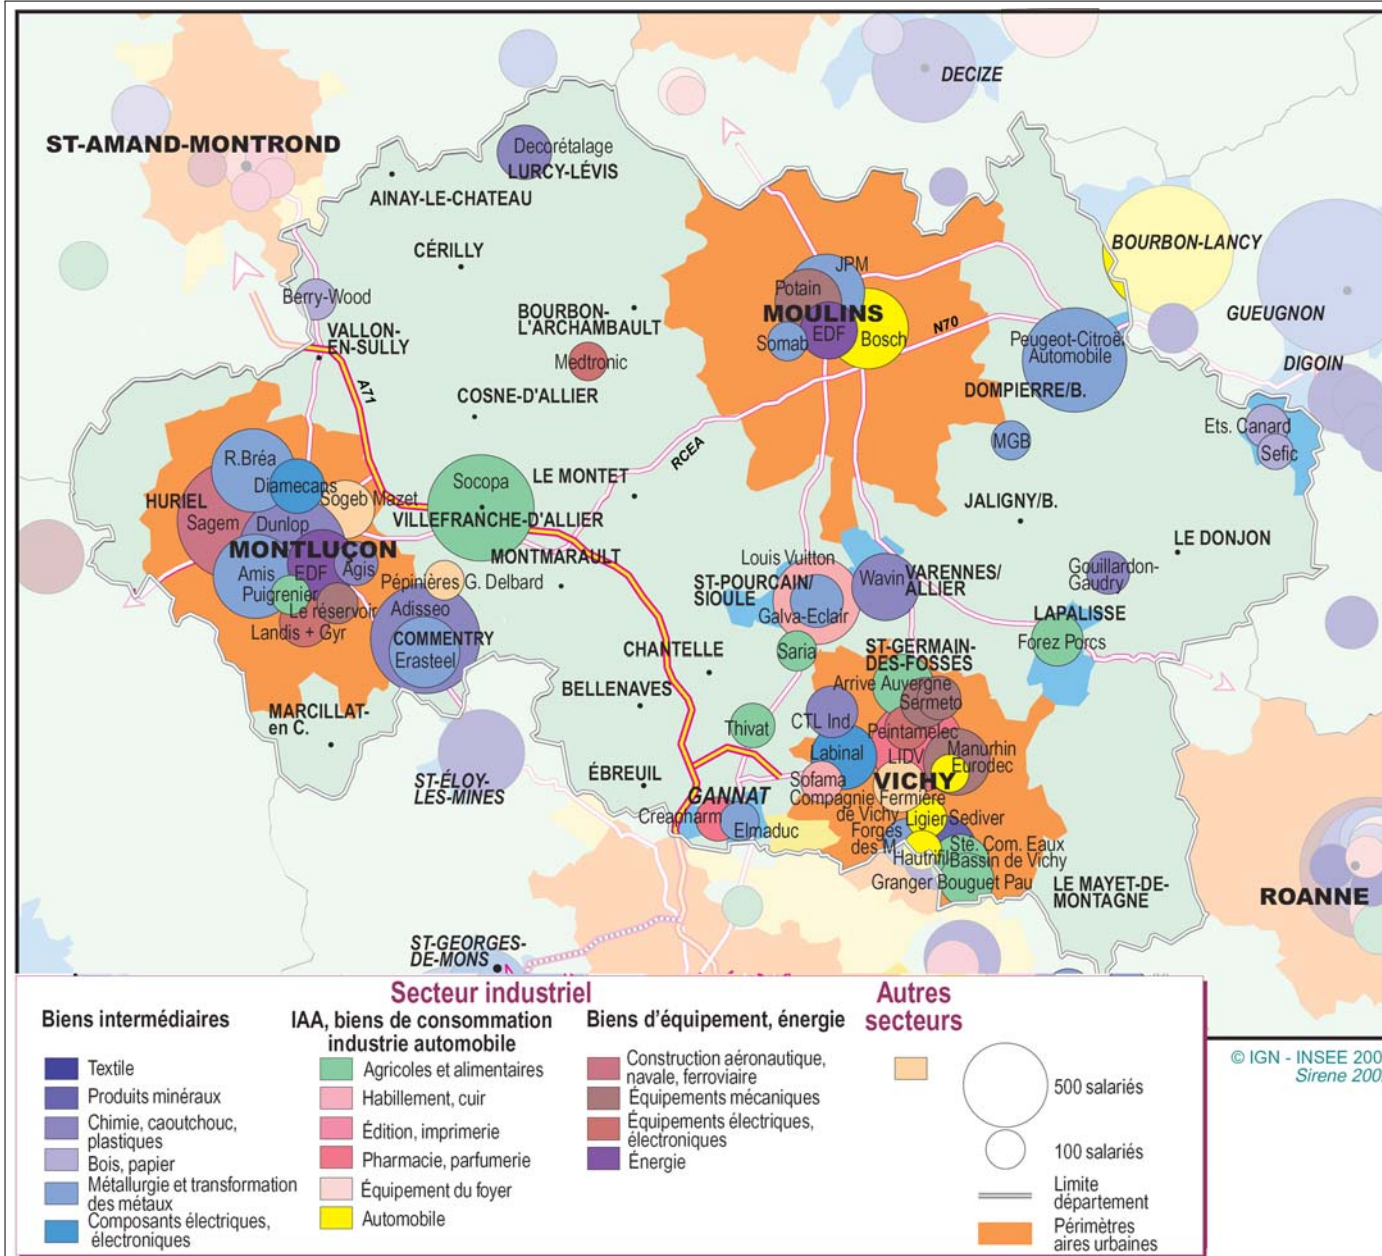 DECIZE
ST-AMAND-MONTROND
Decorétalage
LURCY-LÉVIS
AINAY-LE-CHATEAU
CÉRILLY
BOURBON-LANCY
JPM
Potain
Berry-Wood
MOULINS
BOURBON-
L'ARCHAMBAULT
GUEUGNON
VALLON-
EN-SULLY
EDF
Bosch
N70
Somab
Peugeot-Citroën
Automobile
Medtronic
DIGOIN
A71
COSNE-D'ALLIER
DOMPIERRE/B.
Ets. Canard
MGB
Sefic
R.Bréa
RCEA
Diamecans
Socopa
LE MONTET
Sogeb Mazet
HURIEL
JALIGNY/B.
Sagem
Dunlop
VILLEFRANCHE-D'ALLIER
LE DONJON
MONTLUÇON
MONTMARAULT
Louis Vuitton
Amis
EDF
Agis
Pépinières G. Delbard
ST-POURCAIN/
SIOULE
Wavin
VARENNES/
ALLIER
Gouillardon-
Gaudry
Puigrenier
Le réservoir
Adisseo
Galva-Eclair
LAPALISSE
Landis + Gyr
COMMENTRY
Erasteel
CHANTELLE
Saria
ST-GERMAIN-
DES-FOSSES
Forez Porcs
BELLENAVES
Arrive Auvergne
Sermeto
MARCILLAT-
en C.
Thivat
CTL Ind.
Peintamelec
Labinal
LIDV
Manurhin
Eurodec
ST-ÉLOY-
LES-MINES
ÉBREUIL
Sofama
VICHY
GANNAT
Compagnie Fermière
de Vichy
Creapharm
Elmaduc
Ligier
Sediver
Forges
des M.
Ste. Com. Eaux
Bassin de Vichy
Hautrifil
Granger Bouguet Pau
LE MAYET-DE-
MONTAGNE
ROANNE
ST-GEORGES-
DE-MONS
Secteur industriel
Autres
secteurs
Biens intermédiaires
Textile
Produits minéraux
Chimie, caoutchouc,
plastiques
Bois, papier
Métallurgie et transformation
des métaux
Composants électriques,
électroniques
IAA, biens de consommation
industrie automobile
Agricoles et alimentaires
Habillement, cuir
Édition, imprimerie
Pharmacie, parfumerie
Équipement du foyer
Automobile
Biens d'équipement, énergie
Construction aéronautique,
navale, ferroviaire
Équipements mécaniques
Équipements électriques,
électroniques
Énergie
500 salariés
100 salariés
Limite
département
Périmètres
aires urbaines
© IGN - INSEE 200
Sirene 200